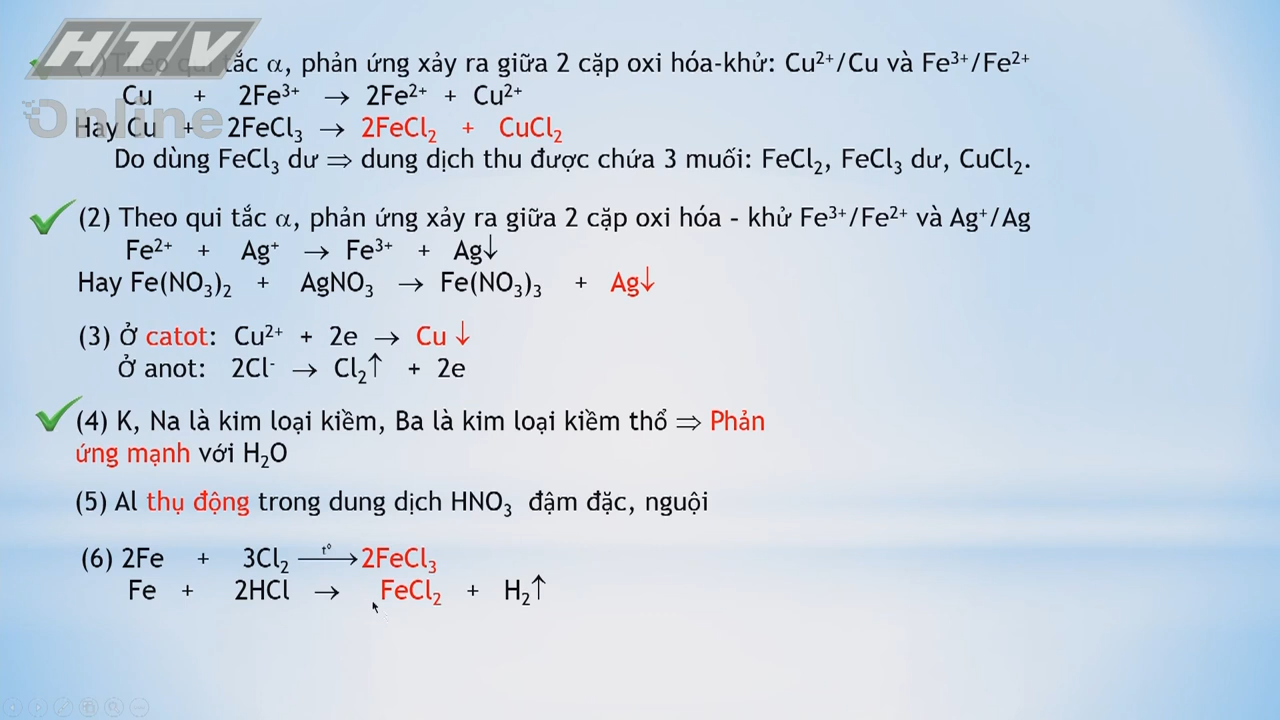 HTV
Online
(1) Theo qui tắc α, phản ứng xảy ra giữa 2 cặp oxi hóa-khử: Cu²⁺/Cu và Fe³⁺/Fe²⁺
Cu + 2Fe³⁺ → 2Fe²⁺ + Cu²⁺
Hay Cu + 2FeCl₃ → 2FeCl₂ + CuCl₂
Do dùng FeCl₃ dư ⇒ dung dịch thu được chứa 3 muối: FeCl₂, FeCl₃ dư, CuCl₂.
(2) Theo qui tắc α, phản ứng xảy ra giữa 2 cặp oxi hóa – khử Fe³⁺/Fe²⁺ và Ag⁺/Ag
Fe²⁺ + Ag⁺ → Fe³⁺ + Ag↓
Hay Fe(NO₃)₂ + AgNO₃ → Fe(NO₃)₃ + Ag↓
(3) Ở catot: Cu²⁺ + 2e → Cu ↓
Ở anot: 2Cl⁻ → Cl₂↑ + 2e
(4) K, Na là kim loại kiềm, Ba là kim loại kiềm thổ ⇒ Phản
ứng mạnh với H₂O
(5) Al thụ động trong dung dịch HNO₃ đậm đặc, nguội
(6) 2Fe + 3Cl₂ —t°→ 2FeCl₃
Fe + 2HCl → FeCl₂ + H₂↑